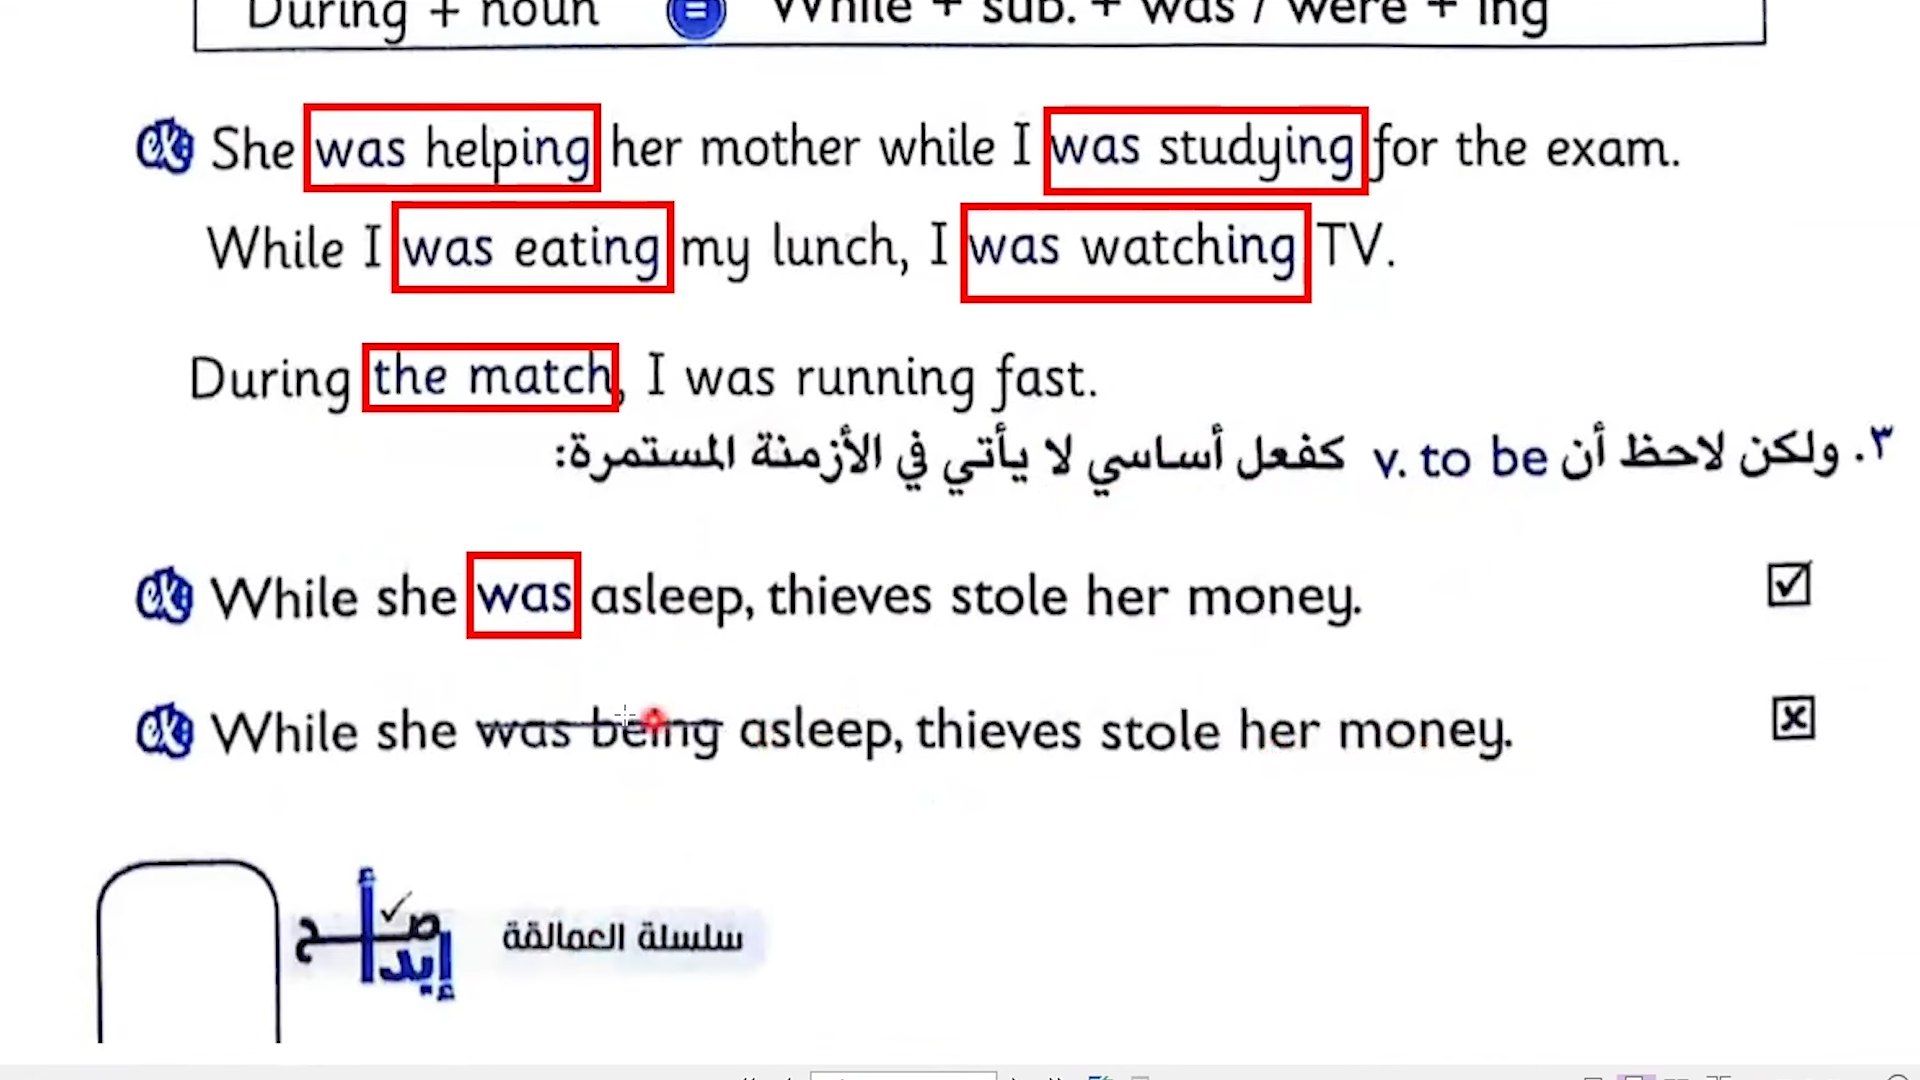 During + noun = While + sub. + was / were + ing
ex: She was helping her mother while I was studying for the exam.
While I was eating my lunch, I was watching TV.
During the match, I was running fast.
٣. ولكن لاحظ أن v. to be كفعل أساسي لا يأتي في الأزمنة المستمرة:
ex: While she was asleep, thieves stole her money.
ex: While she was being asleep, thieves stole her money.
إبدأ صح
سلسلة العمالقة